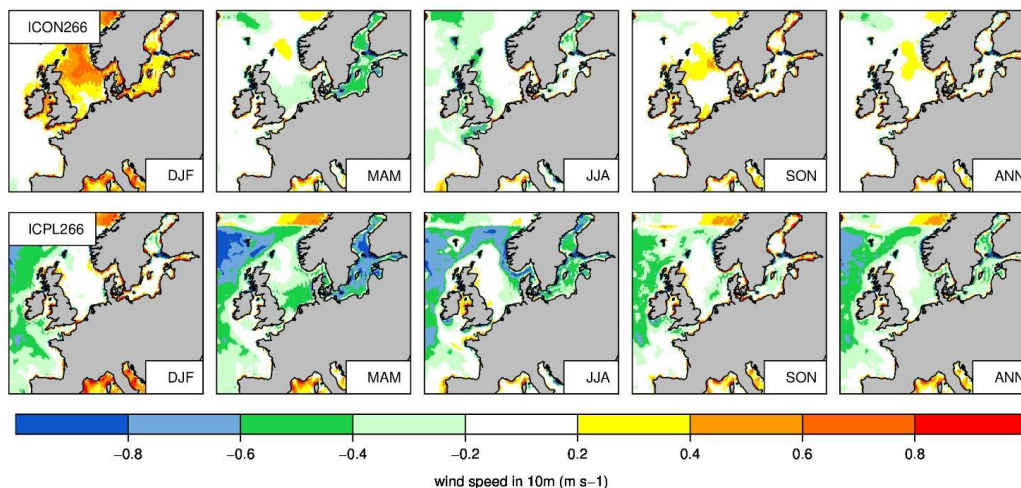 ICON266
DJF
MAM
JJA
SON
ANN
ICPL266
DJF
MAM
JJA
SON
ANN
−0.8 −0.6 −0.4 −0.2 0.2 0.4 0.6 0.8
wind speed in 10m (m s−1)